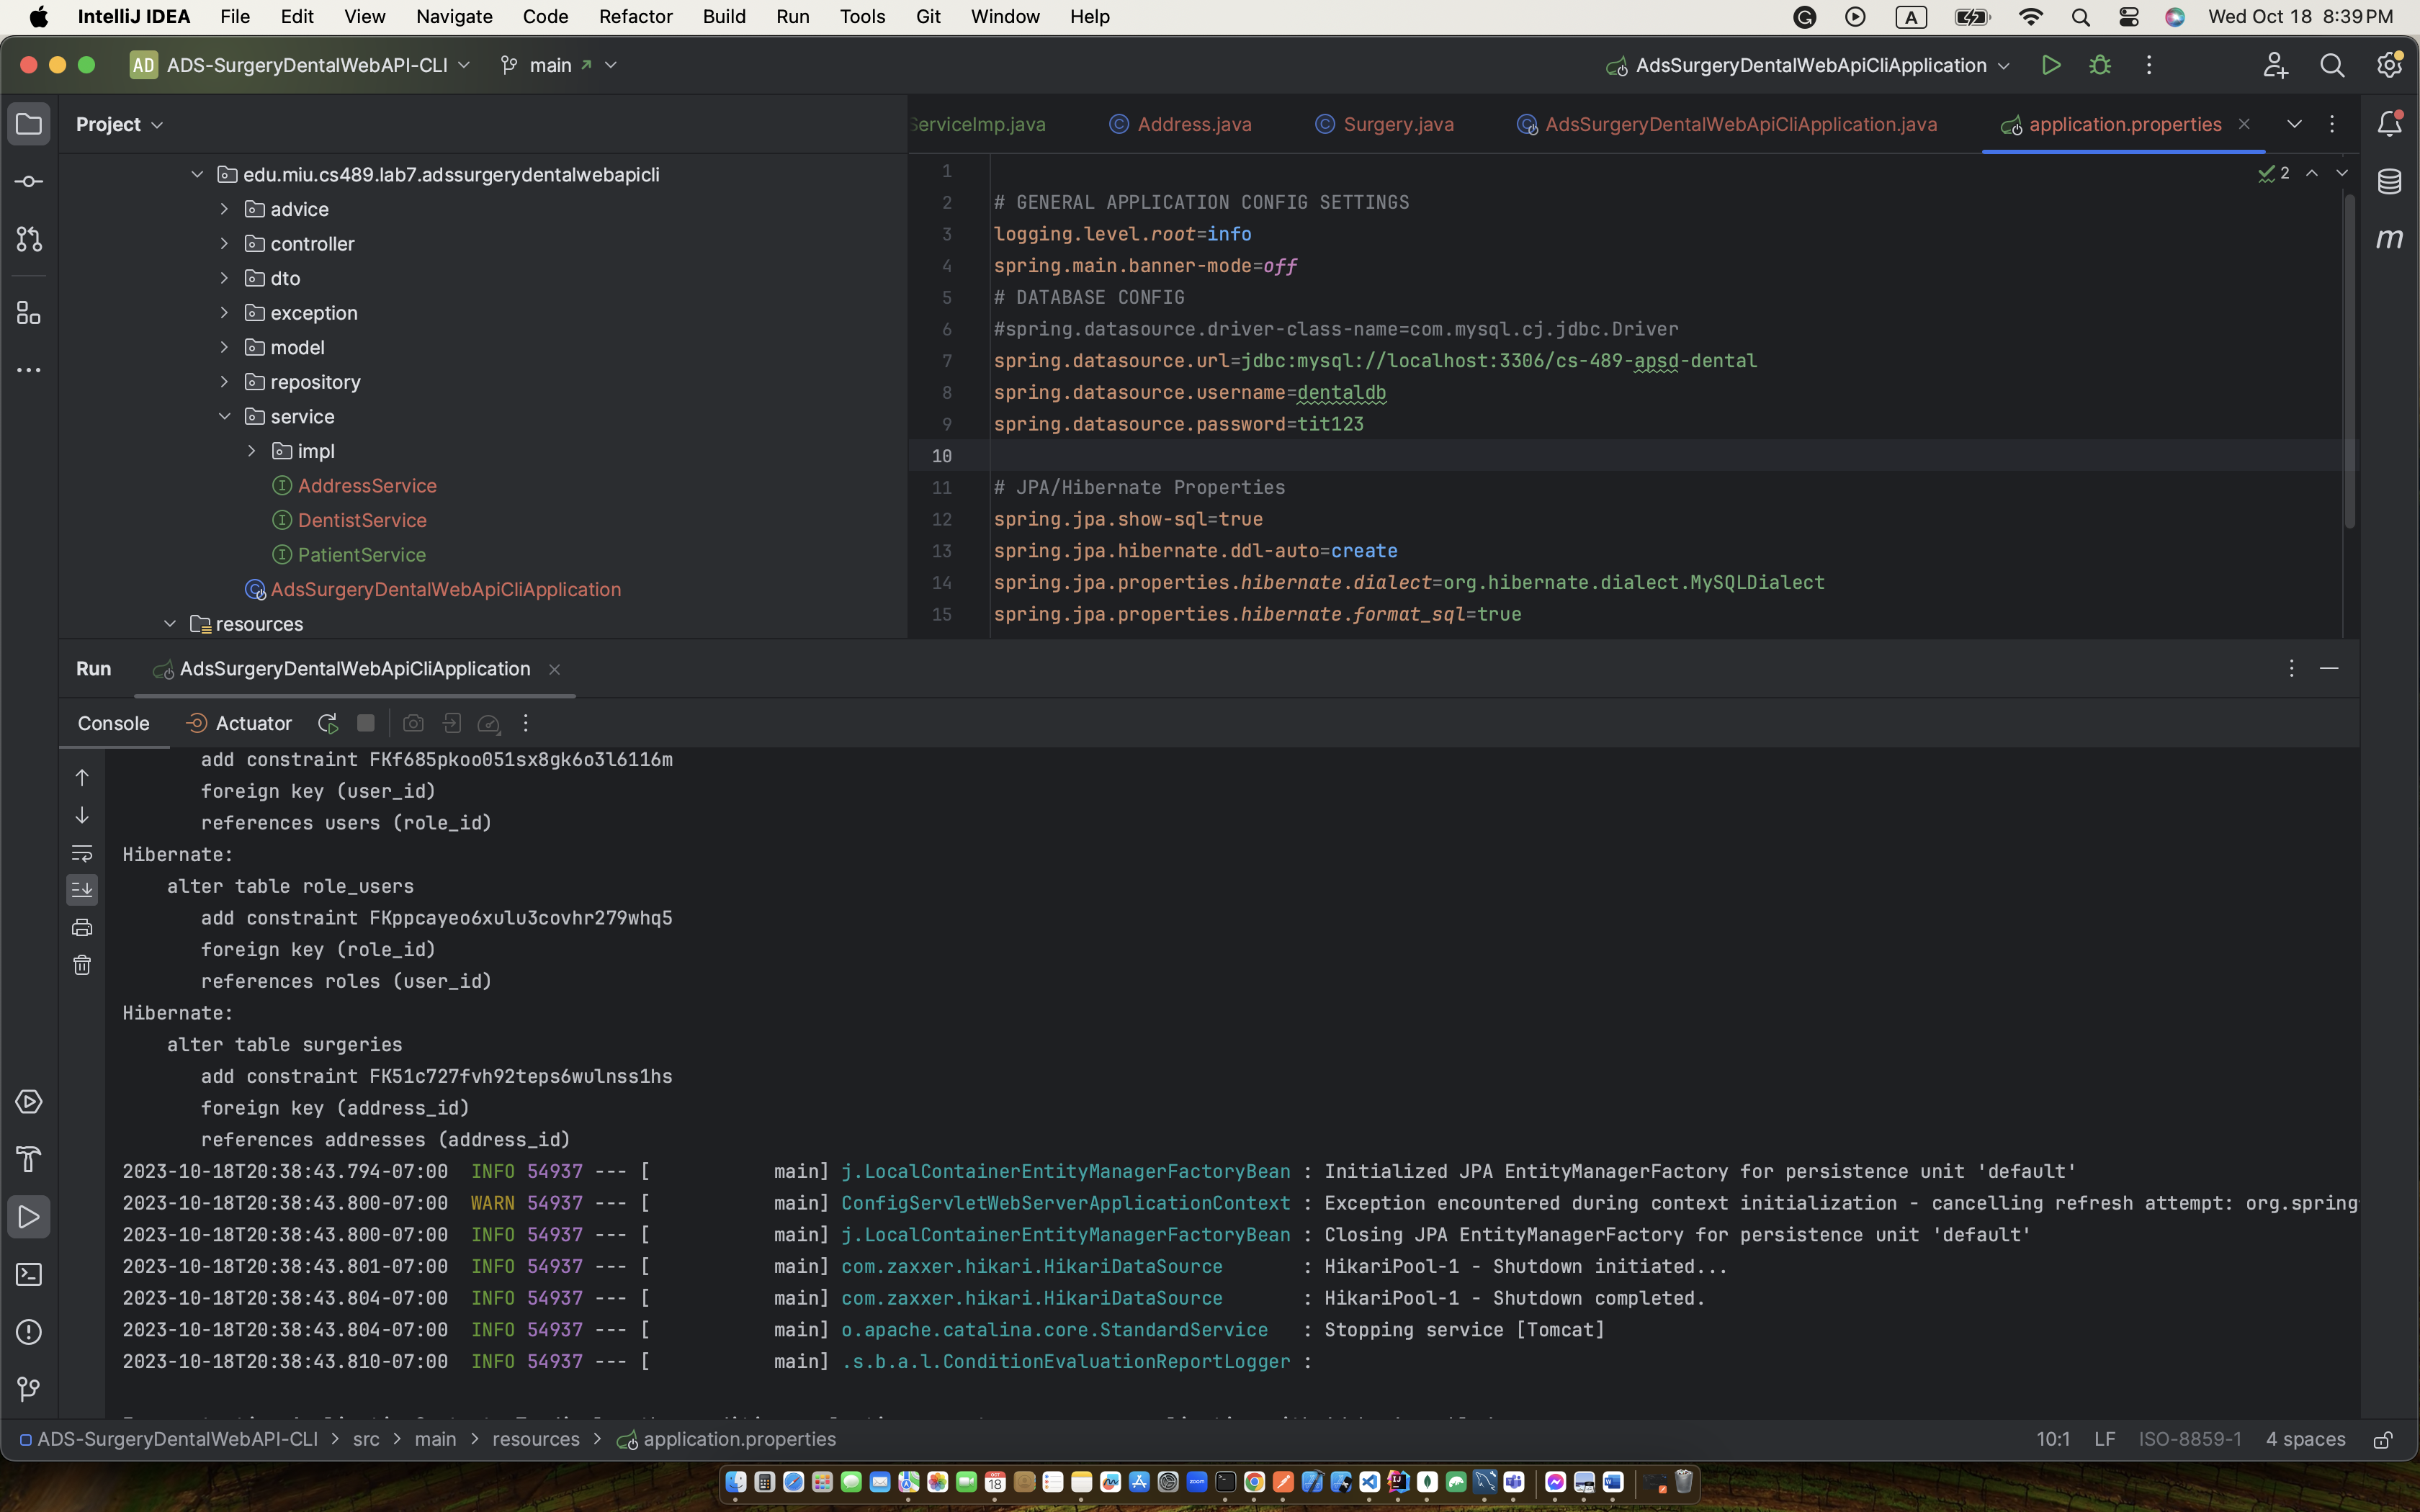 IntelliJ IDEA File Edit View Navigate Code Refactor Build Run Tools Git Window Help A Wed Oct 18 8:39 PM
AD ADS-SurgeryDentalWebAPI-CLI main AdsSurgeryDentalWebApiCliApplication
Project
edu.miu.cs489.lab7.adssurgerydentalwebapicli
advice
controller
dto
exception
model
repository
service
impl
AddressService
DentistService
PatientService
AdsSurgeryDentalWebApiCliApplication
resources
ServiceImp.java Address.java Surgery.java AdsSurgeryDentalWebApiCliApplication.java application.properties
2
1
2 # GENERAL APPLICATION CONFIG SETTINGS
3 logging.level.root=info
4 spring.main.banner-mode=off
5 # DATABASE CONFIG
6 #spring.datasource.driver-class-name=com.mysql.cj.jdbc.Driver
7 spring.datasource.url=jdbc:mysql://localhost:3306/cs-489-apsd-dental
8 spring.datasource.username=dentaldb
9 spring.datasource.password=tit123
10
11 # JPA/Hibernate Properties
12 spring.jpa.show-sql=true
13 spring.jpa.hibernate.ddl-auto=create
14 spring.jpa.properties.hibernate.dialect=org.hibernate.dialect.MySQLDialect
15 spring.jpa.properties.hibernate.format_sql=true
Run AdsSurgeryDentalWebApiCliApplication
Console Actuator
add constraint FKf685pkoo051sx8gk6o3l6116m
foreign key (user_id)
references users (role_id)
Hibernate:
alter table role_users
add constraint FKppcayeo6xulu3covhr279whq5
foreign key (role_id)
references roles (user_id)
Hibernate:
alter table surgeries
add constraint FK51c727fvh92teps6wulnss1hs
foreign key (address_id)
references addresses (address_id)
2023-10-18T20:38:43.794-07:00 INFO 54937 --- [ main] j.LocalContainerEntityManagerFactoryBean : Initialized JPA EntityManagerFactory for persistence unit 'default'
2023-10-18T20:38:43.800-07:00 WARN 54937 --- [ main] ConfigServletWebServerApplicationContext : Exception encountered during context initialization - cancelling refresh attempt: org.spring
2023-10-18T20:38:43.800-07:00 INFO 54937 --- [ main] j.LocalContainerEntityManagerFactoryBean : Closing JPA EntityManagerFactory for persistence unit 'default'
2023-10-18T20:38:43.801-07:00 INFO 54937 --- [ main] com.zaxxer.hikari.HikariDataSource : HikariPool-1 - Shutdown initiated...
2023-10-18T20:38:43.804-07:00 INFO 54937 --- [ main] com.zaxxer.hikari.HikariDataSource : HikariPool-1 - Shutdown completed.
2023-10-18T20:38:43.804-07:00 INFO 54937 --- [ main] o.apache.catalina.core.StandardService : Stopping service [Tomcat]
2023-10-18T20:38:43.810-07:00 INFO 54937 --- [ main] .s.b.a.l.ConditionEvaluationReportLogger :
ADS-SurgeryDentalWebAPI-CLI > src > main > resources > application.properties 10:1 LF ISO-8859-1 4 spaces